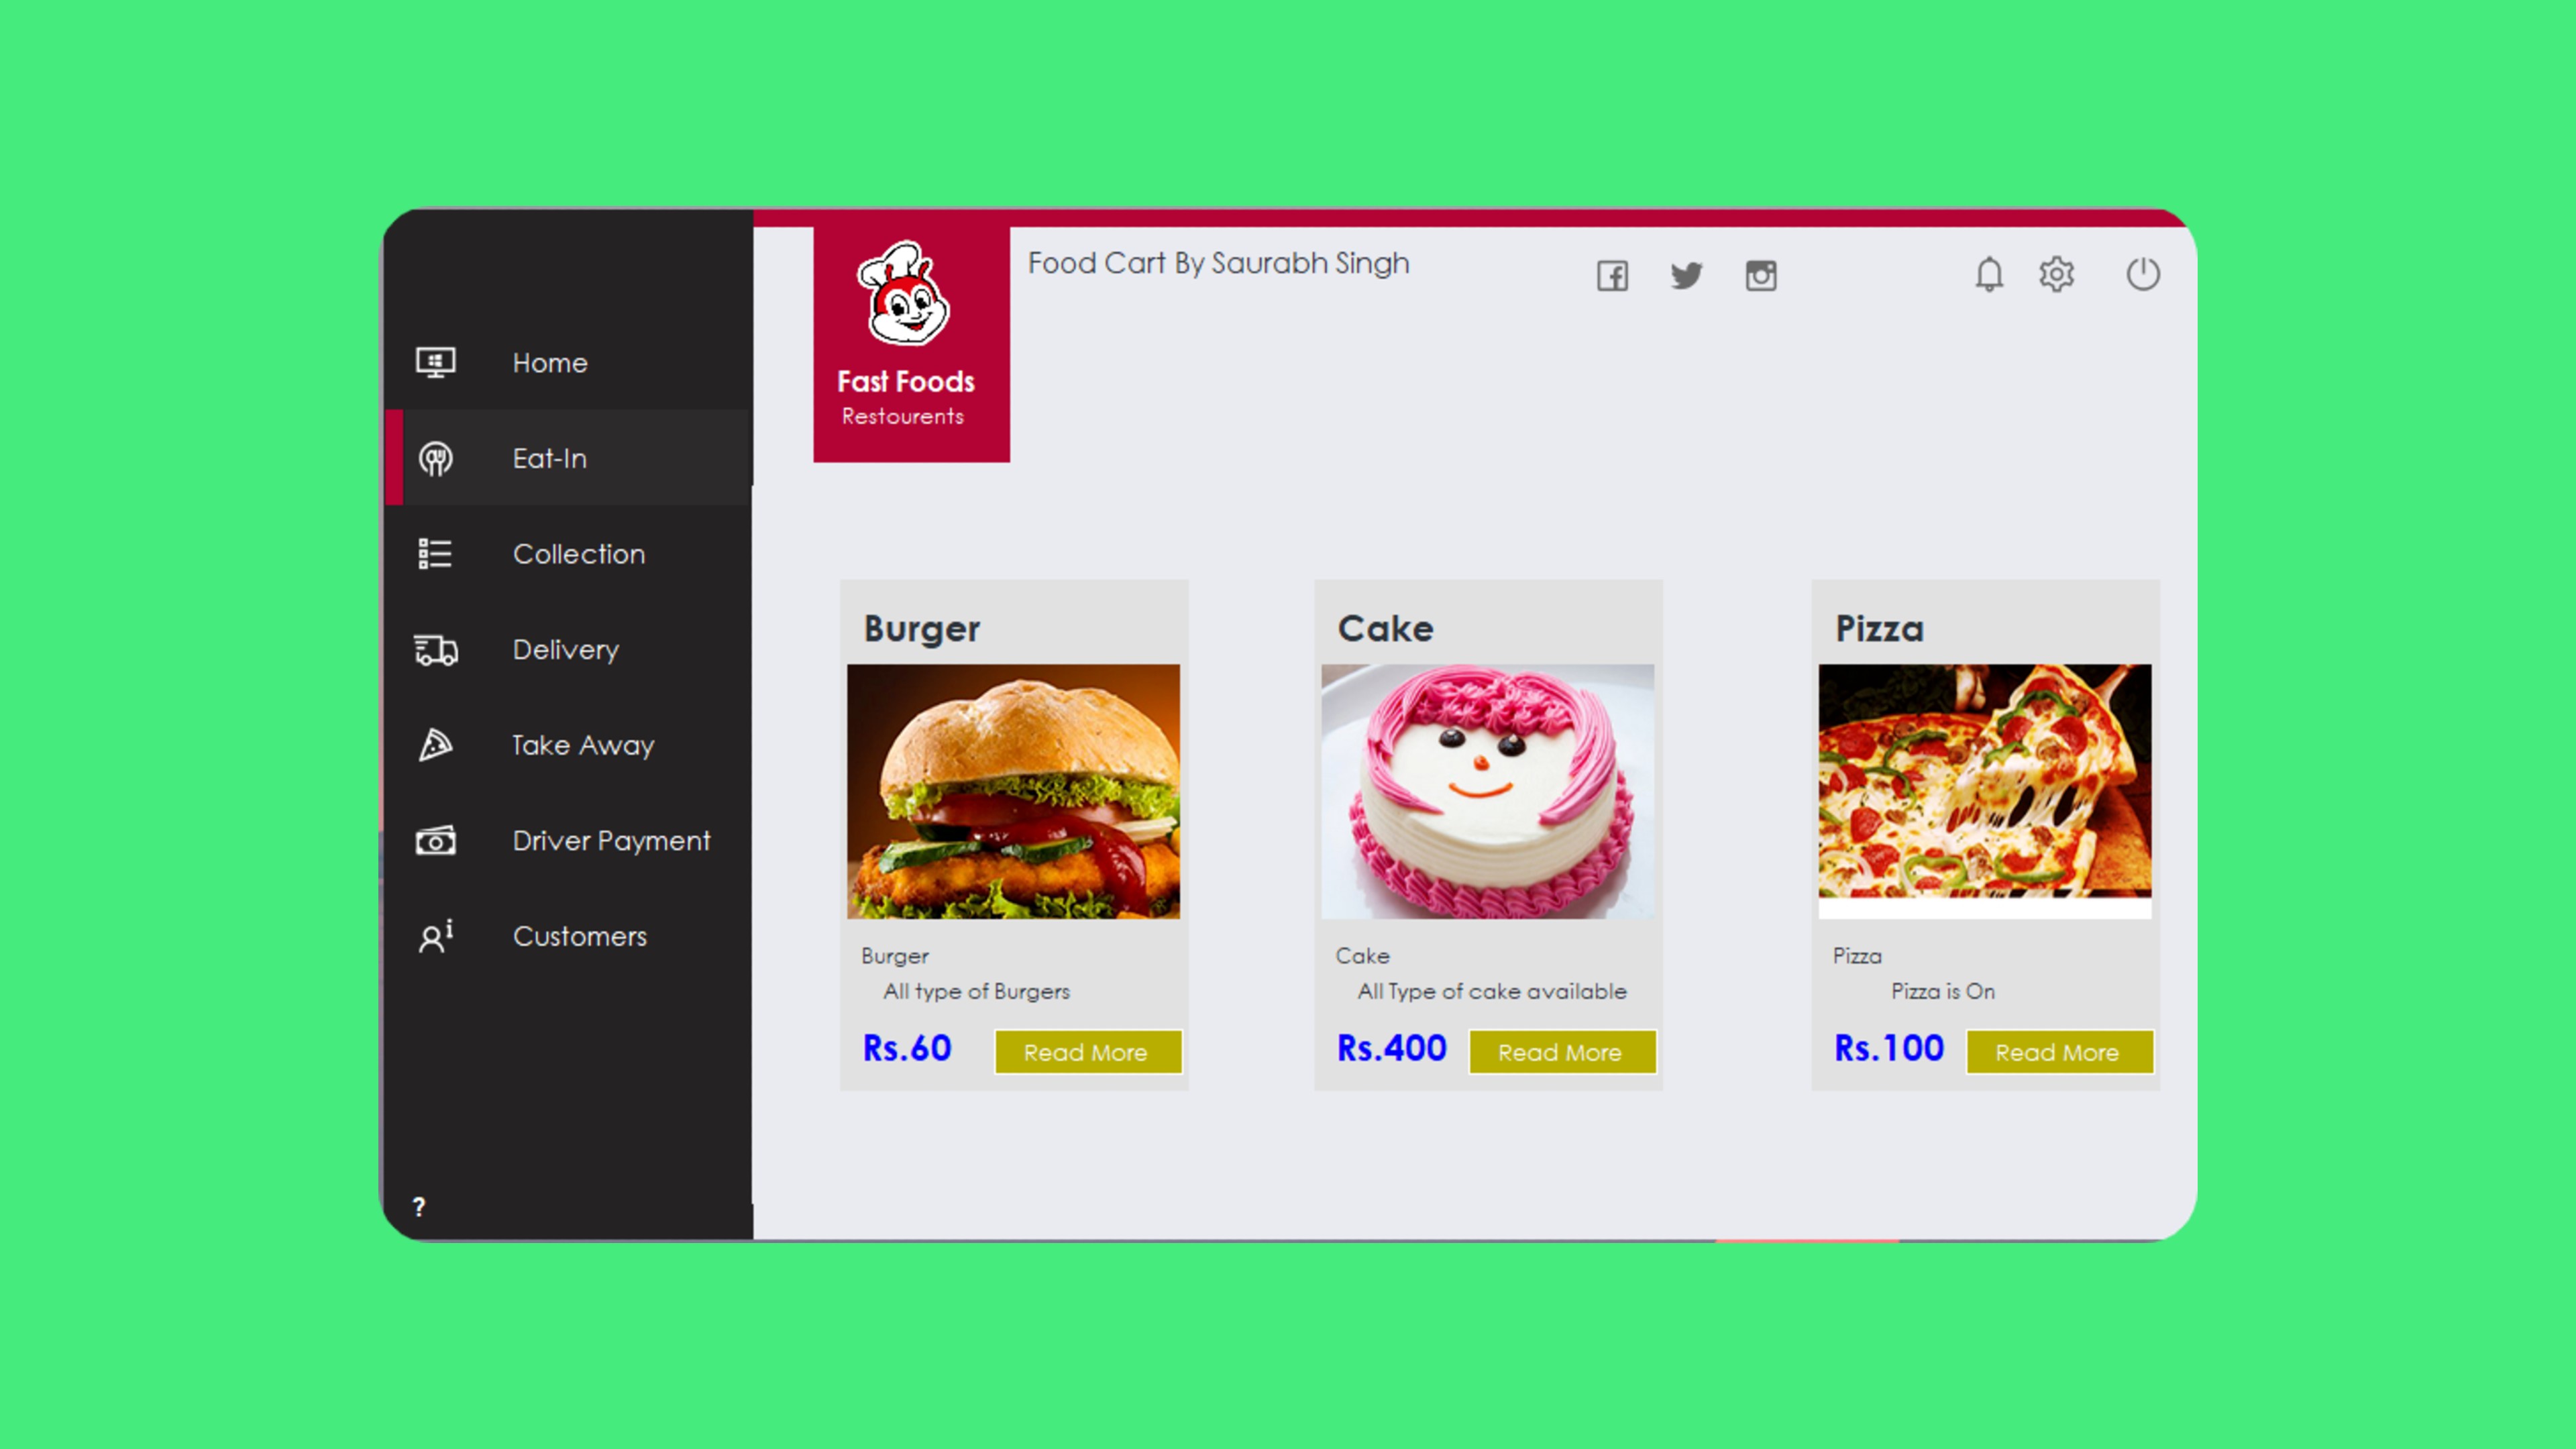 Home
Eat-In
Collection
Delivery
Take Away
Driver Payment
Customers
?
Fast Foods
Restourents
Food Cart By Saurabh Singh
Burger
Burger
All type of Burgers
Rs.60
Read More
Cake
Cake
All Type of cake available
Rs.400
Read More
Pizza
Pizza
Pizza is On
Rs.100
Read More